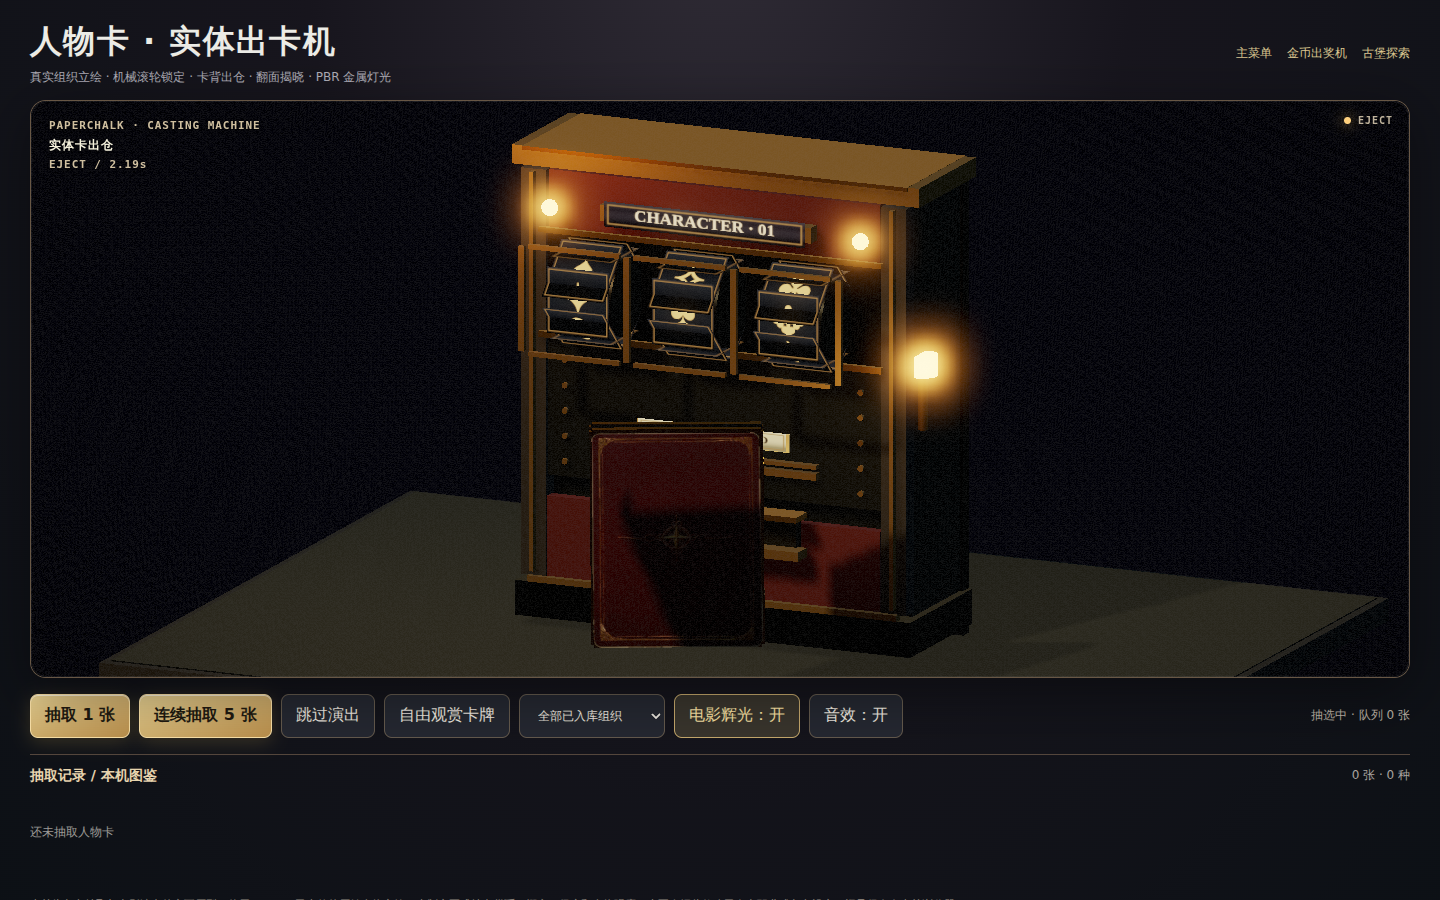 人物卡 · 实体出卡机
真实组织立绘 · 机械滚轮锁定 · 卡背出仓 · 翻面揭晓 · PBR 金属灯光
主菜单 金币出奖机 古堡探索
PAPERCHALK · CASTING MACHINE
实体卡出仓
EJECT / 2.19s
EJECT
CHARACTER · 01
抽取 1 张
连续抽取 5 张
跳过演出
自由观赏卡牌
全部已入库组织
电影辉光：开
音效：开
抽选中 · 队列 0 张
抽取记录 / 本机图鉴
0 张 · 0 种
还未抽取人物卡